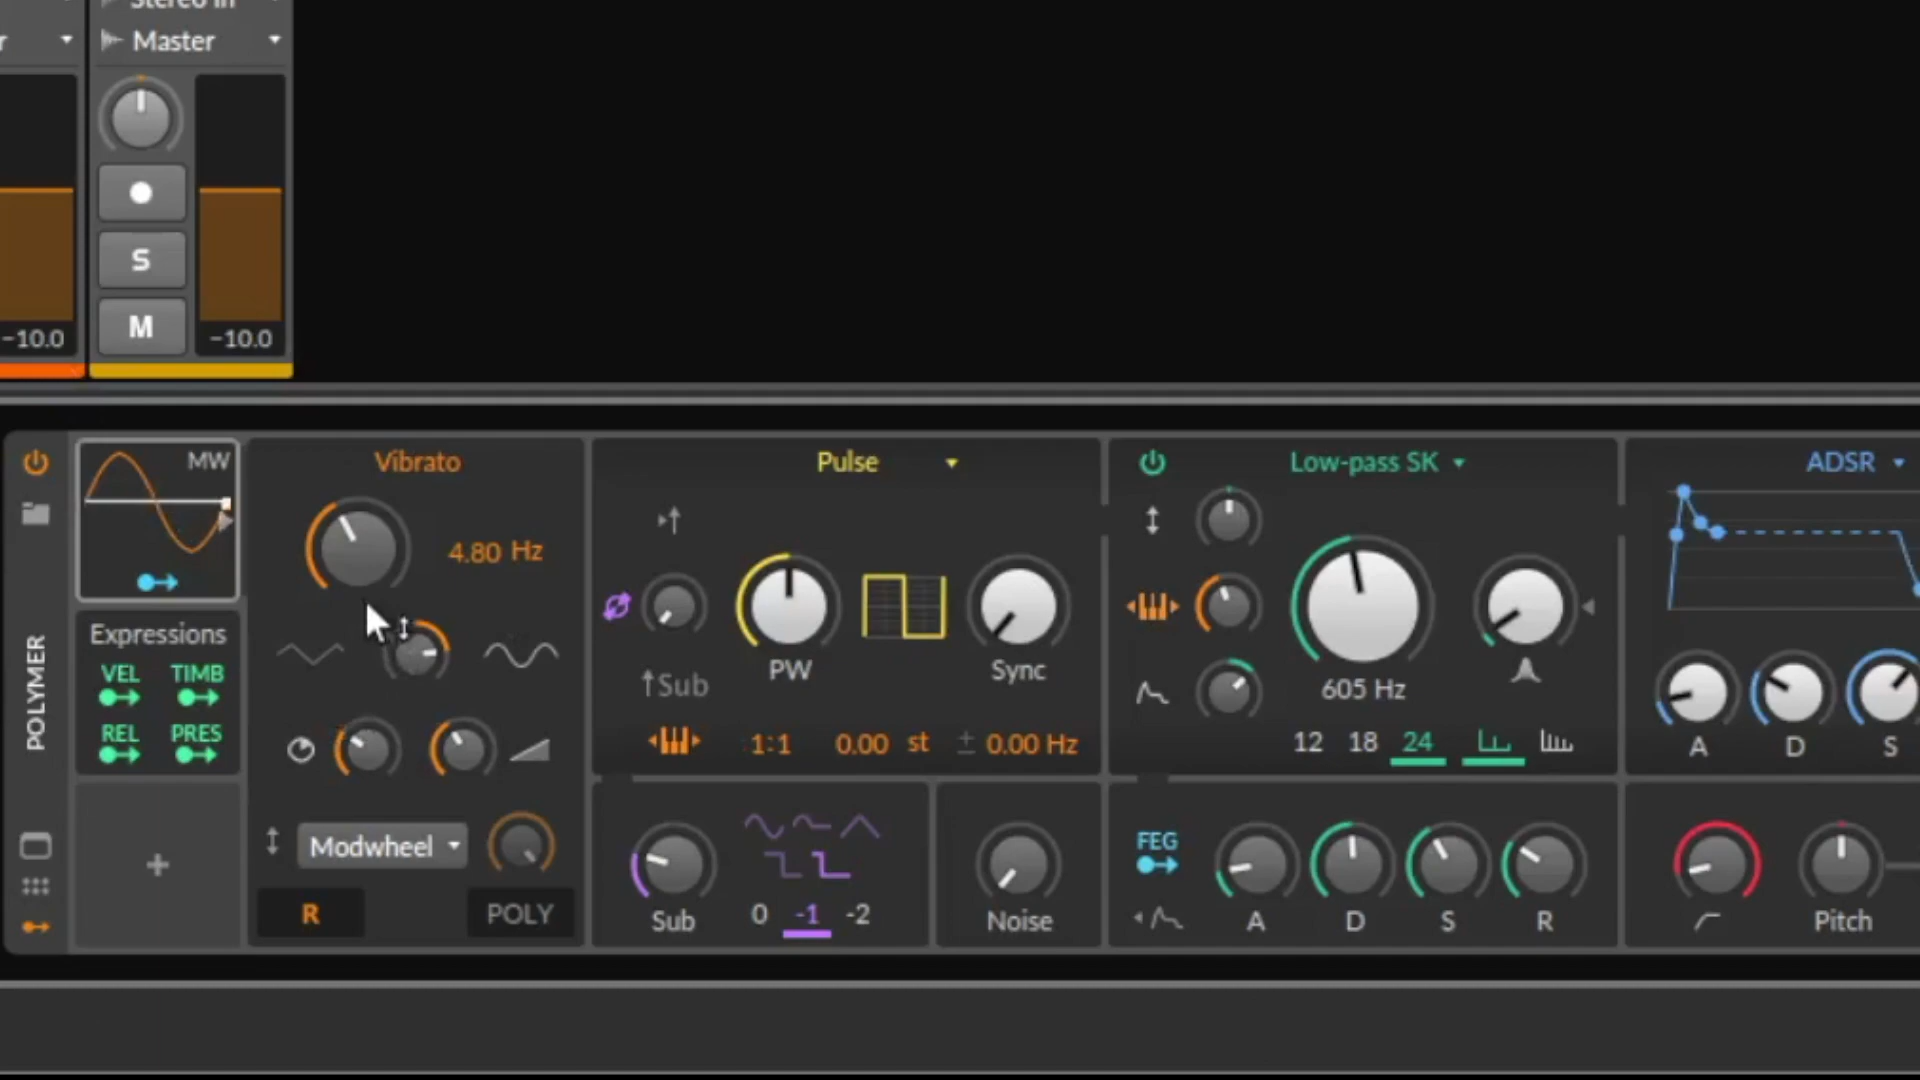 Stereo In
Master
S
M
-10.0
-10.0
POLYMER
MW
Expressions
VEL TIMB
REL PRES
+
Vibrato
4.80 Hz
Modwheel
R
POLY
Pulse
PW
Sync
↑Sub
1:1 0.00 st ± 0.00 Hz
Sub
0 -1 -2
Noise
Low-pass SK
605 Hz
12 18 24
FEG
A D S R
ADSR
A D S
Pitch